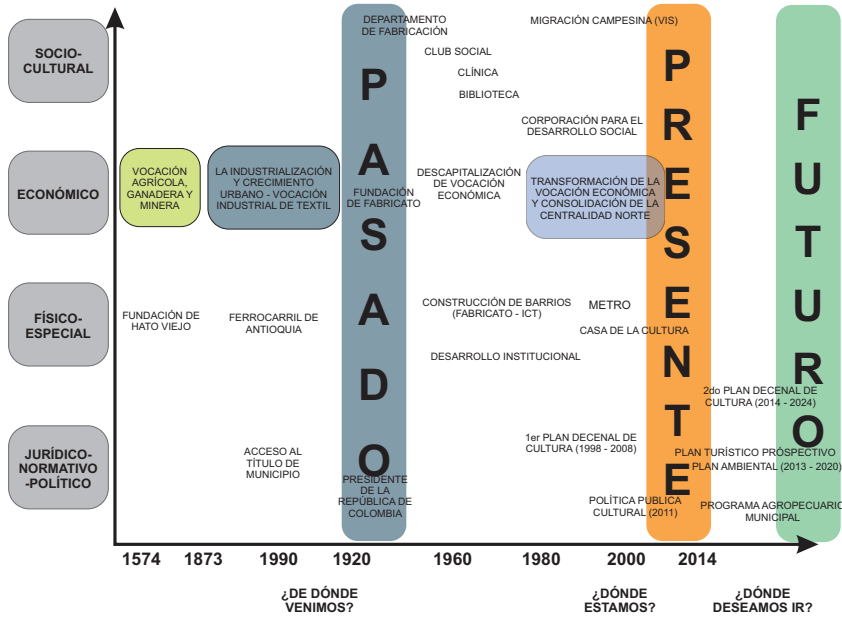 SOCIO-
CULTURAL
DEPARTAMENTO
DE FABRICACIÓN
CLUB SOCIAL
CLÍNICA
BIBLIOTECA
MIGRACIÓN CAMPESINA (VIS)
CORPORACIÓN PARA EL
DESARROLLO SOCIAL
ECONÓMICO
VOCACIÓN
AGRÍCOLA,
GANADERA Y
MINERA
LA INDUSTRIALIZACIÓN
Y CRECIMIENTO
URBANO - VOCACIÓN
INDUSTRIAL DE TEXTIL
FUNDACIÓN
DE FABRICATO
DESCAPITALIZACIÓN
DE VOCACIÓN
ECONÓMICA
TRANSFORMACIÓN DE LA
VOCACIÓN ECONÓMICA
Y CONSOLIDACIÓN DE LA
CENTRALIDAD NORTE
FÍSICO-
ESPECIAL
FUNDACIÓN DE
HATO VIEJO
FERROCARRIL DE
ANTIOQUIA
CONSTRUCCIÓN DE BARRIOS
(FABRICATO - ICT)
METRO
CASA DE LA CULTURA
DESARROLLO INSTITUCIONAL
JURÍDICO-
NORMATIVO
-POLÍTICO
ACCESO AL
TÍTULO DE
MUNICIPIO
PRESIDENTE
DE LA
REPÚBLICA DE
COLOMBIA
1er PLAN DECENAL DE
CULTURA (1998 - 2008)
POLÍTICA PUBLICA
CULTURAL (2011)
2do PLAN DECENAL DE
CULTURA (2014 - 2024)
PLAN TURÍSTICO PRÓSPECTIVO
PLAN AMBIENTAL (2013 - 2020)
PROGRAMA AGROPECUARIO
MUNICIPAL
PASADO
PRESENTE
FUTURO
1574 1873 1990 1920 1960 1980 2000 2014
¿DE DÓNDE
VENIMOS?
¿DÓNDE
ESTAMOS?
¿DÓNDE
DESEAMOS IR?